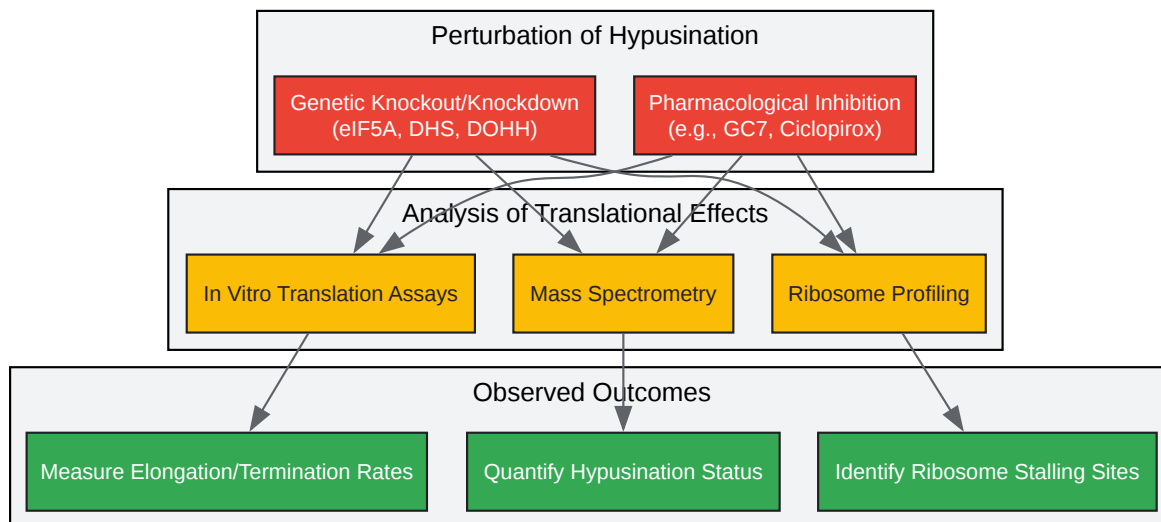 Perturbation of Hypusination
Genetic Knockout/Knockdown
(eIF5A, DHS, DOHH)
Pharmacological Inhibition
(e.g., GC7, Ciclopirox)
Analysis of Translational Effects
In Vitro Translation Assays
Mass Spectrometry
Ribosome Profiling
Observed Outcomes
Measure Elongation/Termination Rates
Quantify Hypusination Status
Identify Ribosome Stalling Sites